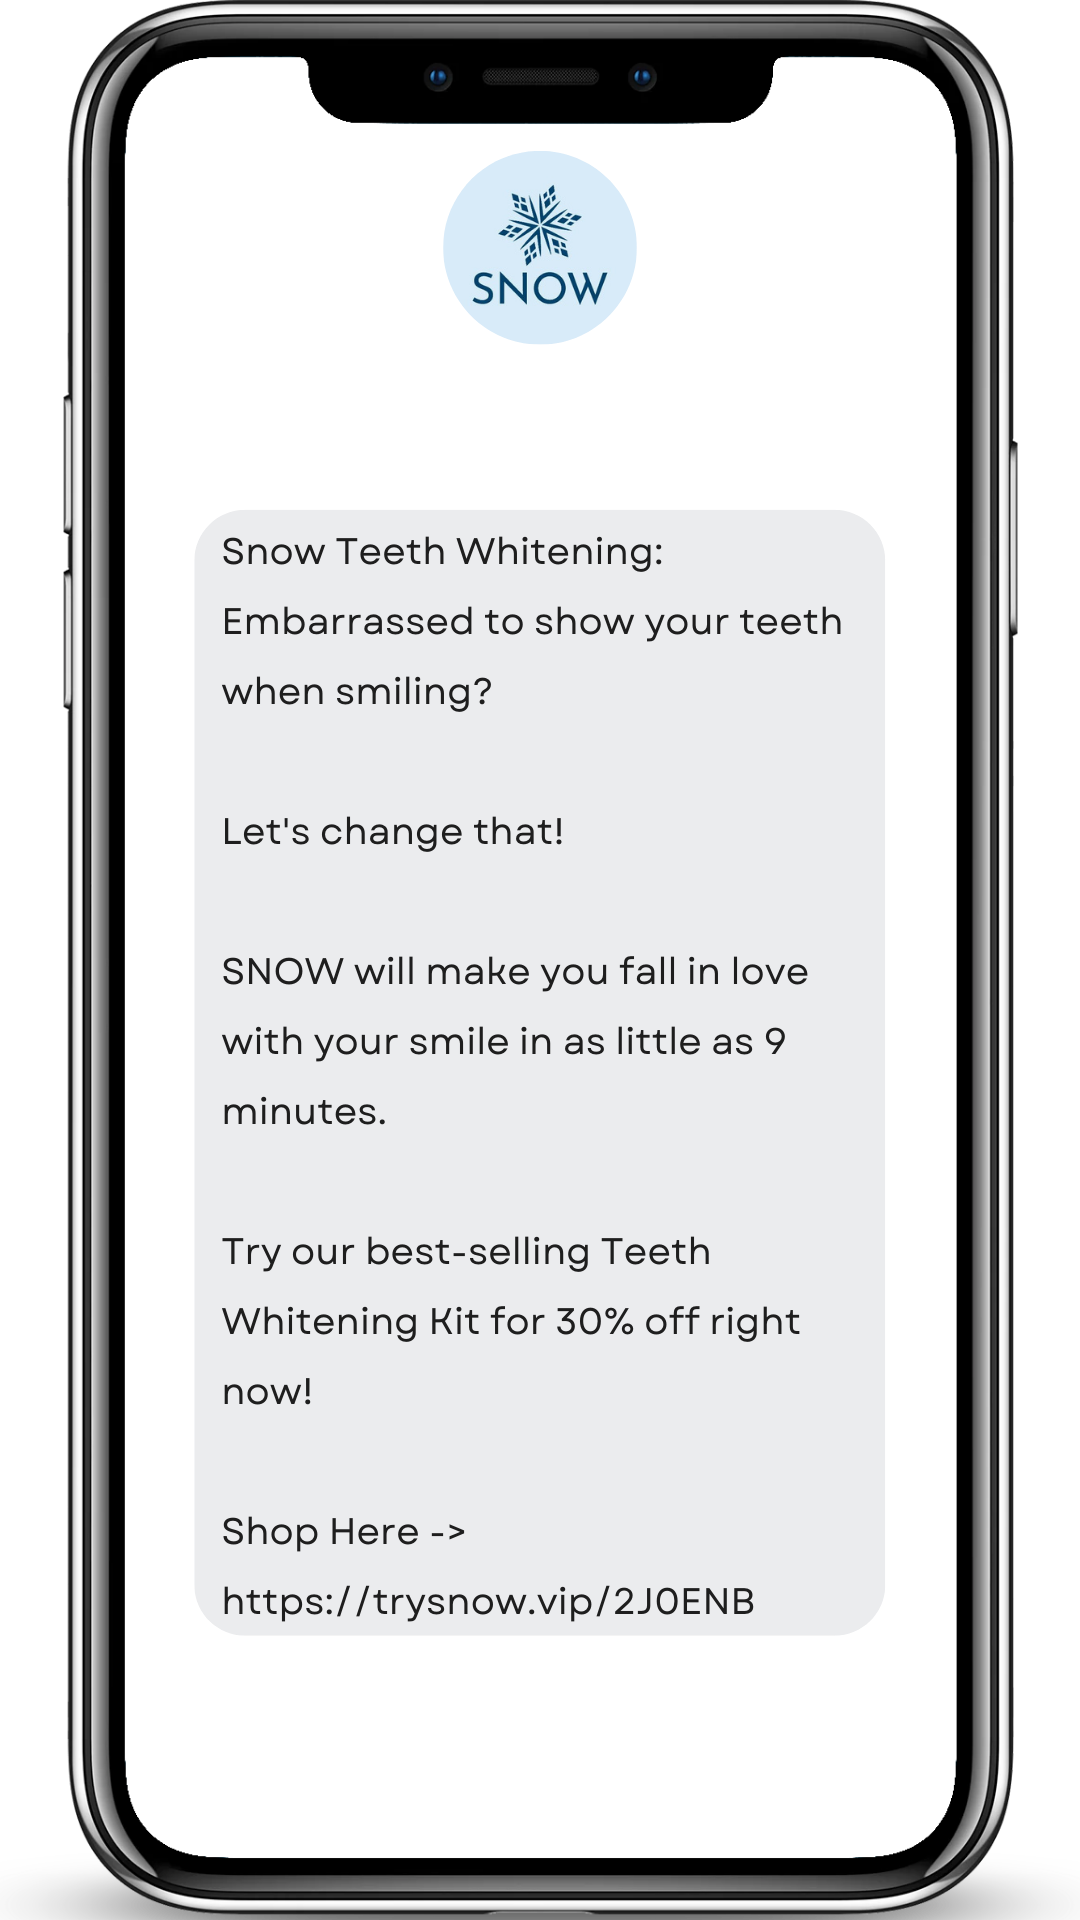 SNOW
Snow Teeth Whitening:
Embarrassed to show your teeth
when smiling?
Let's change that!
SNOW will make you fall in love
with your smile in as little as 9
minutes.
Try our best-selling Teeth
Whitening Kit for 30% off right
now!
Shop Here ->
https://trysnow.vip/2J0ENB